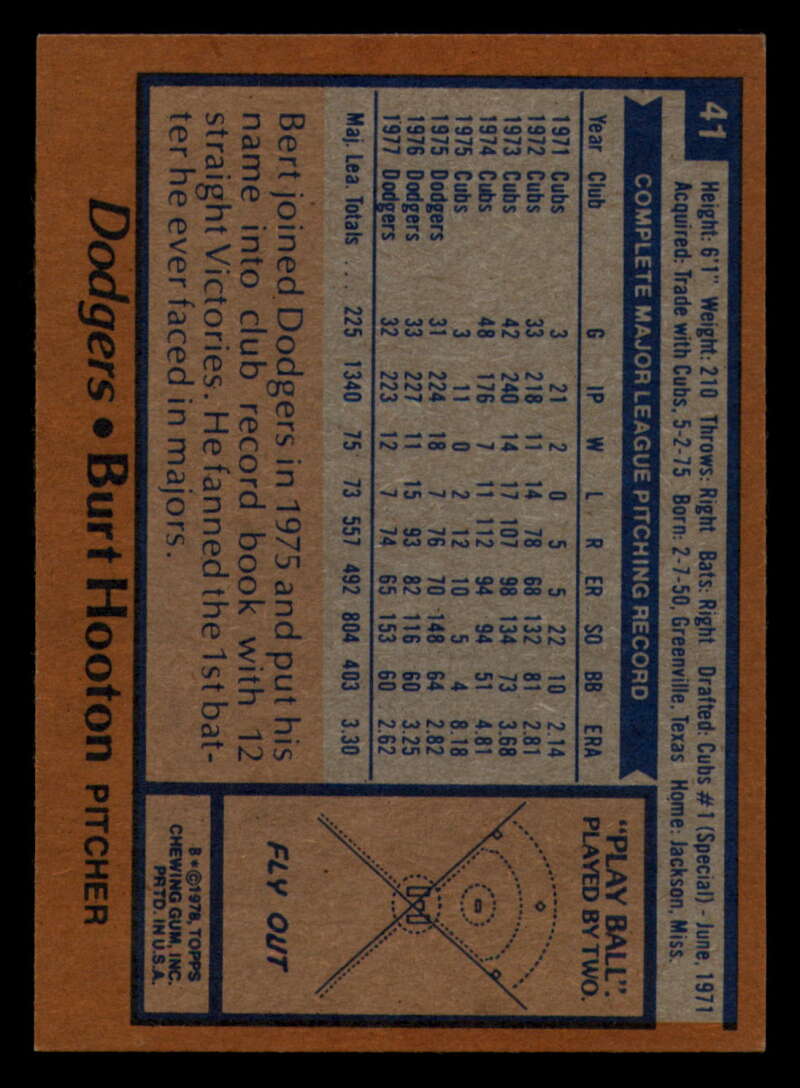 41
Height: 6'1" Weight: 210 Throws: Right Bats: Right Drafted: Cubs #1 (Special) - June, 1971
Acquired: Trade with Cubs, 5-2-75 Born: 2-7-50, Greenville, Texas Home: Jackson, Miss.
COMPLETE MAJOR LEAGUE PITCHING RECORD
Year Club G IP W L R ER SO BB ERA
1971 Cubs 3 21 2 0 5 5 22 10 2.14
1972 Cubs 33 218 11 14 78 68 132 81 2.81
1973 Cubs 42 240 14 17 107 98 134 73 3.68
1974 Cubs 48 176 7 11 112 94 94 51 4.81
1975 Cubs 3 11 0 2 12 10 5 4 8.18
1975 Dodgers 31 224 18 7 76 70 148 64 2.82
1976 Dodgers 33 227 11 15 93 82 116 60 3.25
1977 Dodgers 32 223 12 7 74 65 153 60 2.62
Maj. Lea. Totals ... 225 1340 75 73 557 492 804 403 3.30
Bert joined Dodgers in 1975 and put his
name into club record book with 12
straight Victories. He fanned the 1st bat-
ter he ever faced in majors.
"PLAY BALL":
PLAYED BY TWO.
FLY OUT
B*©1978, TOPPS
CHEWING GUM, INC.
PRTD. IN U.S.A.
Dodgers • Burt Hooton PITCHER